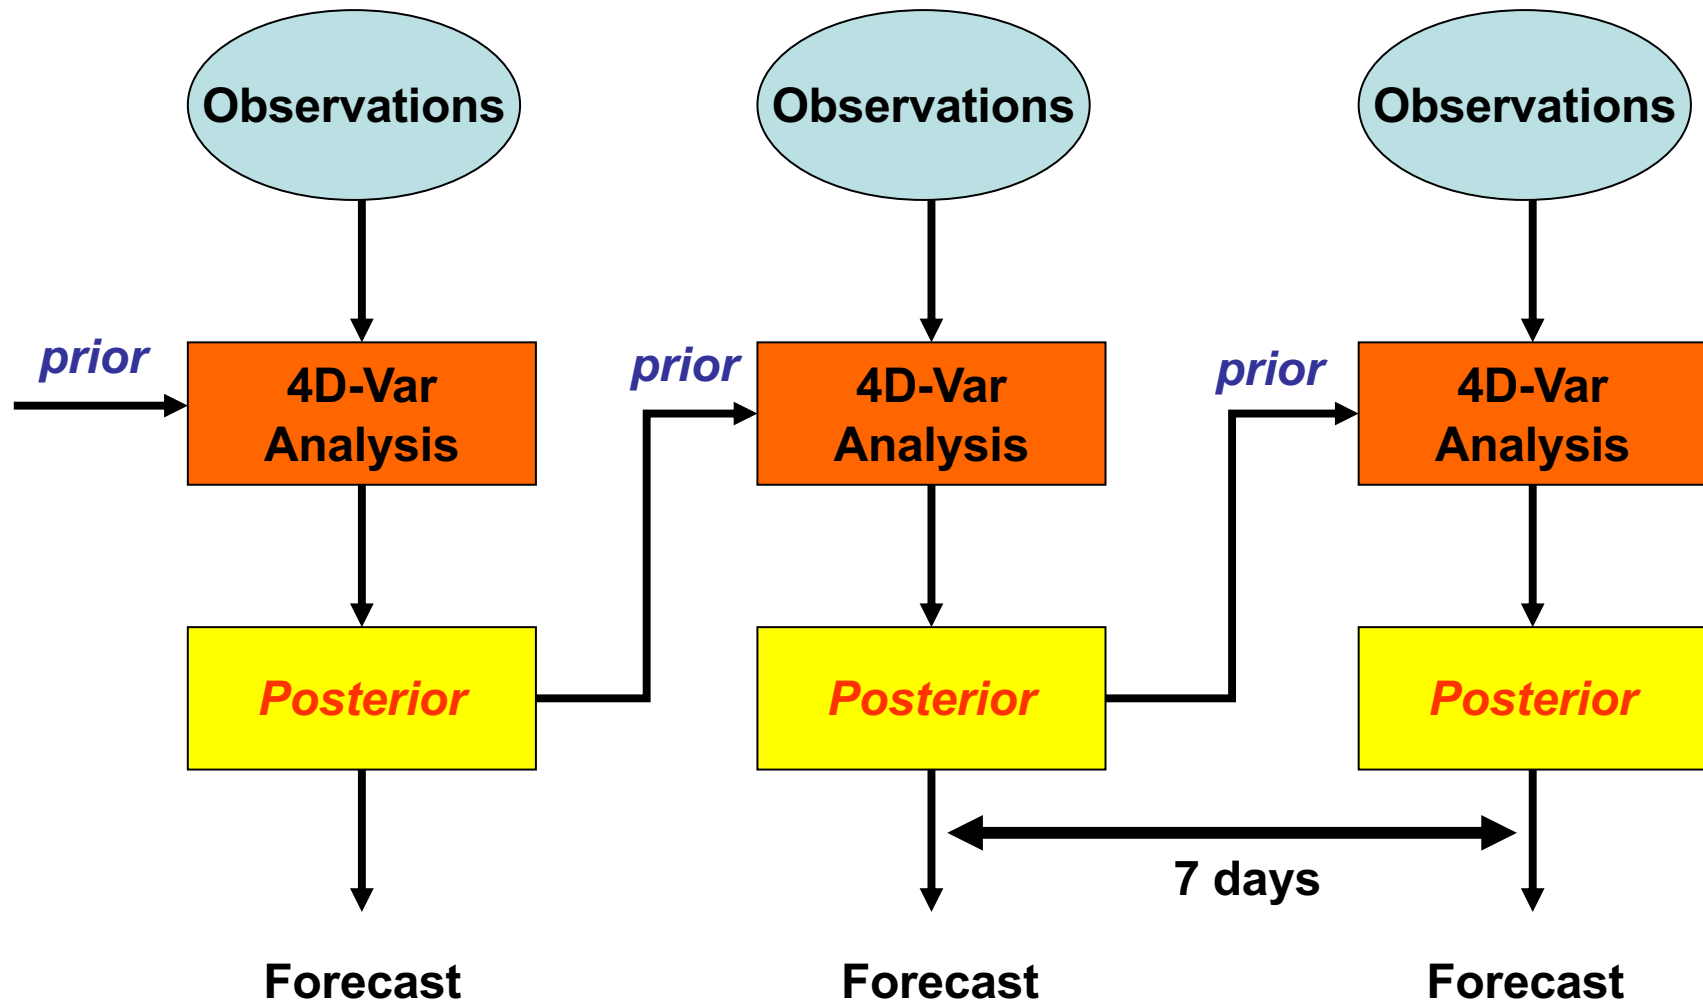 Observations
Observations
Observations
prior
4D-Var
Analysis
prior
4D-Var
Analysis
prior
4D-Var
Analysis
Posterior
Posterior
Posterior
7 days
Forecast
Forecast
Forecast